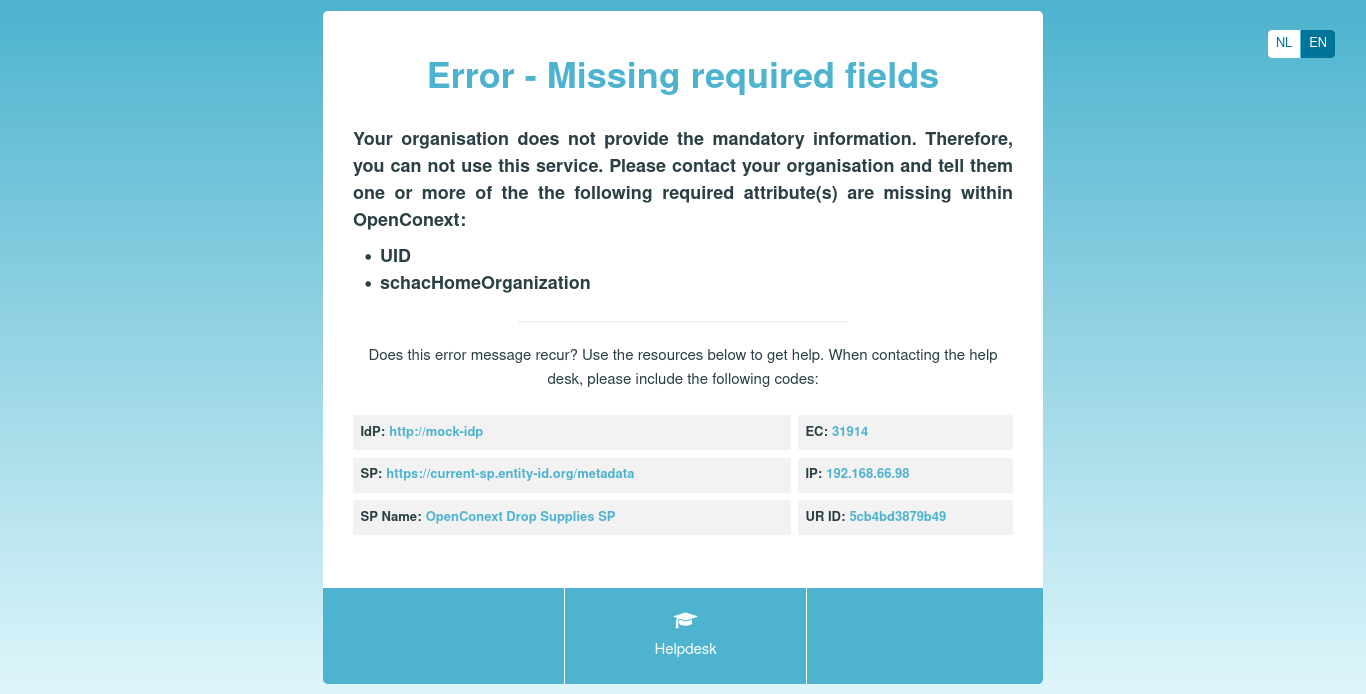 NL EN
Error - Missing required fields
Your organisation does not provide the mandatory information. Therefore,
you can not use this service. Please contact your organisation and tell them
one or more of the the following required attribute(s) are missing within
OpenConext:
• UID
• schacHomeOrganization
Does this error message recur? Use the resources below to get help. When contacting the help
desk, please include the following codes:
IdP: http://mock-idp EC: 31914
SP: https://current-sp.entity-id.org/metadata IP: 192.168.66.98
SP Name: OpenConext Drop Supplies SP UR ID: 5cb4bd3879b49
Helpdesk